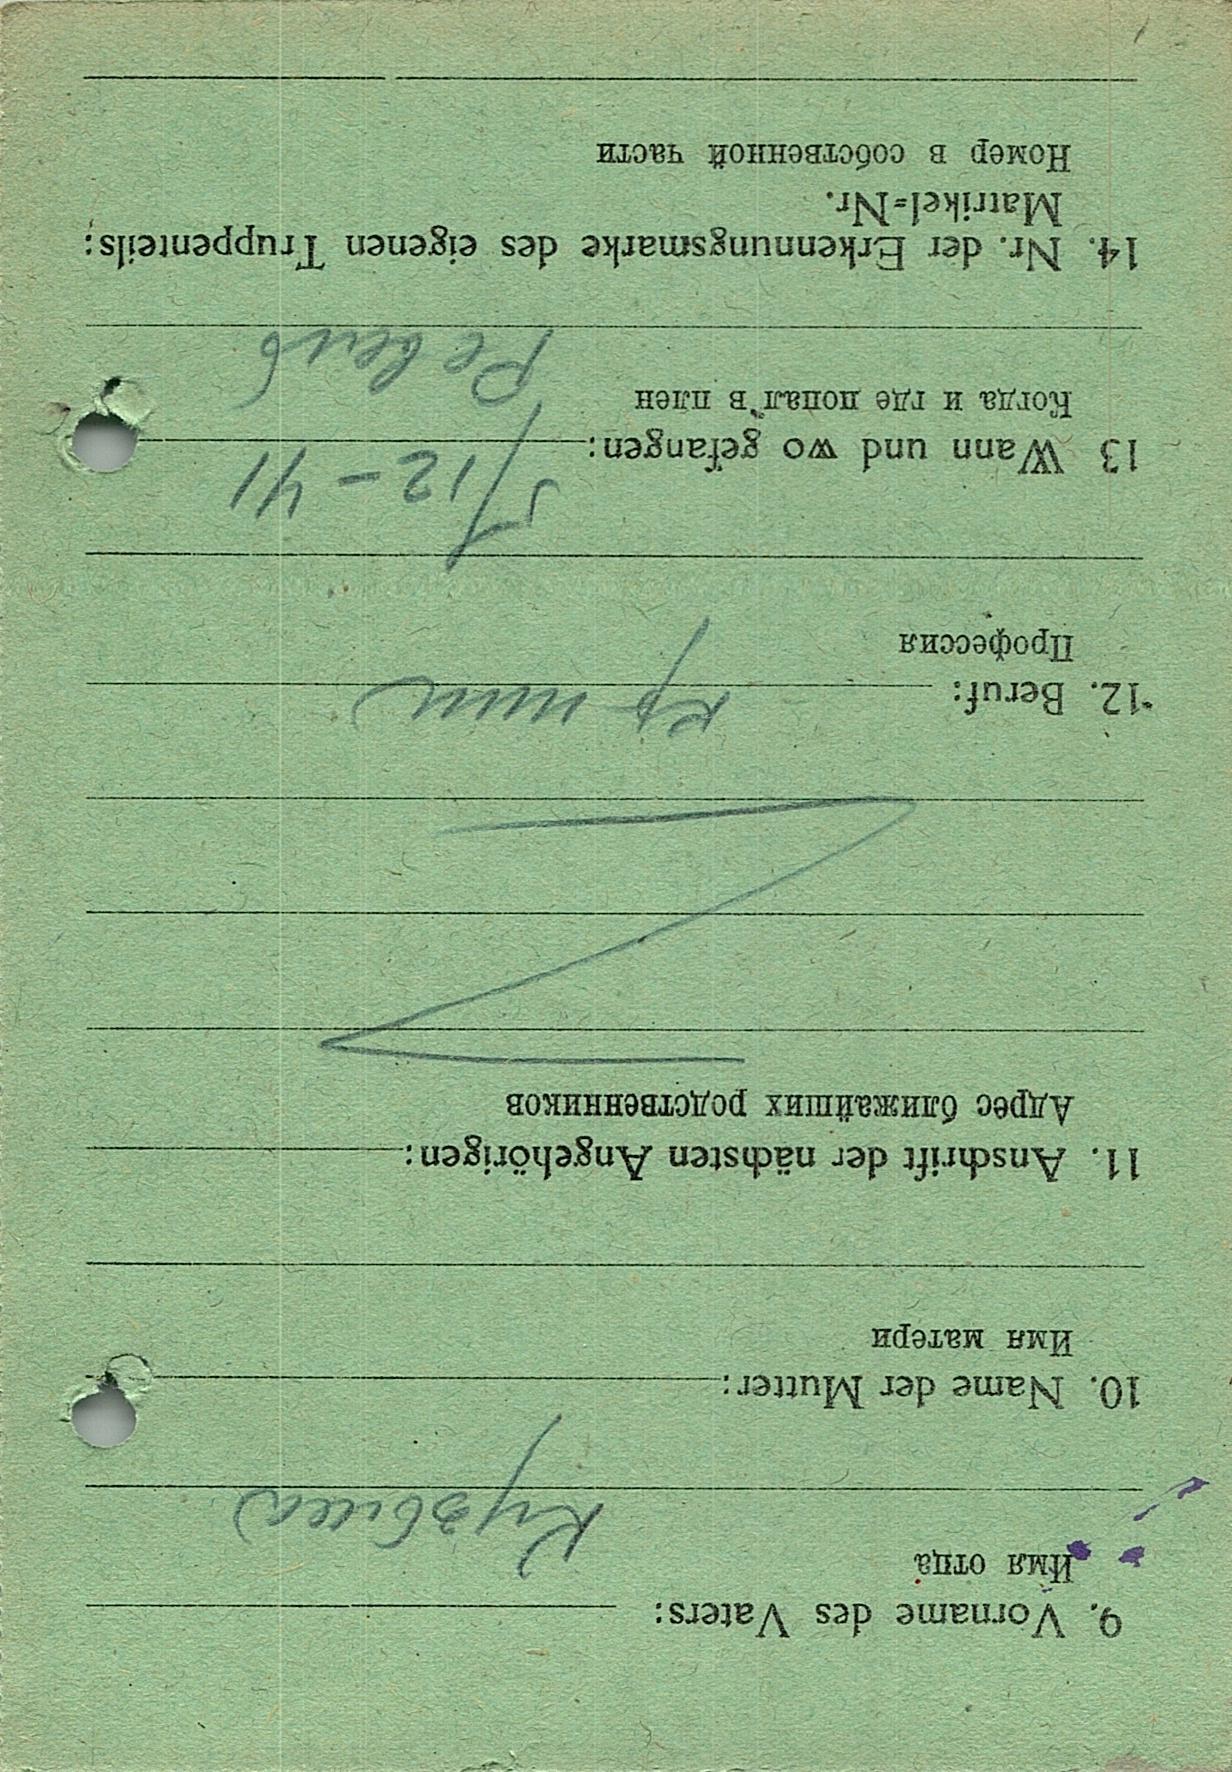 9. Vorname des Vaters:
Имя отца
Кузьма
10. Name der Mutter:
Имя матери
11. Anschrift der nächsten Angehörigen:
Адрес ближайших родственников
12. Beruf:
Профессия
13 Wann und wo gefangen:
5/12-41
Когда и где попал в плен
Ревель
14. Nr. der Erkennungsmarke des eigenen Truppenteils:
Matrikel=Nr.
Номер в собственной части